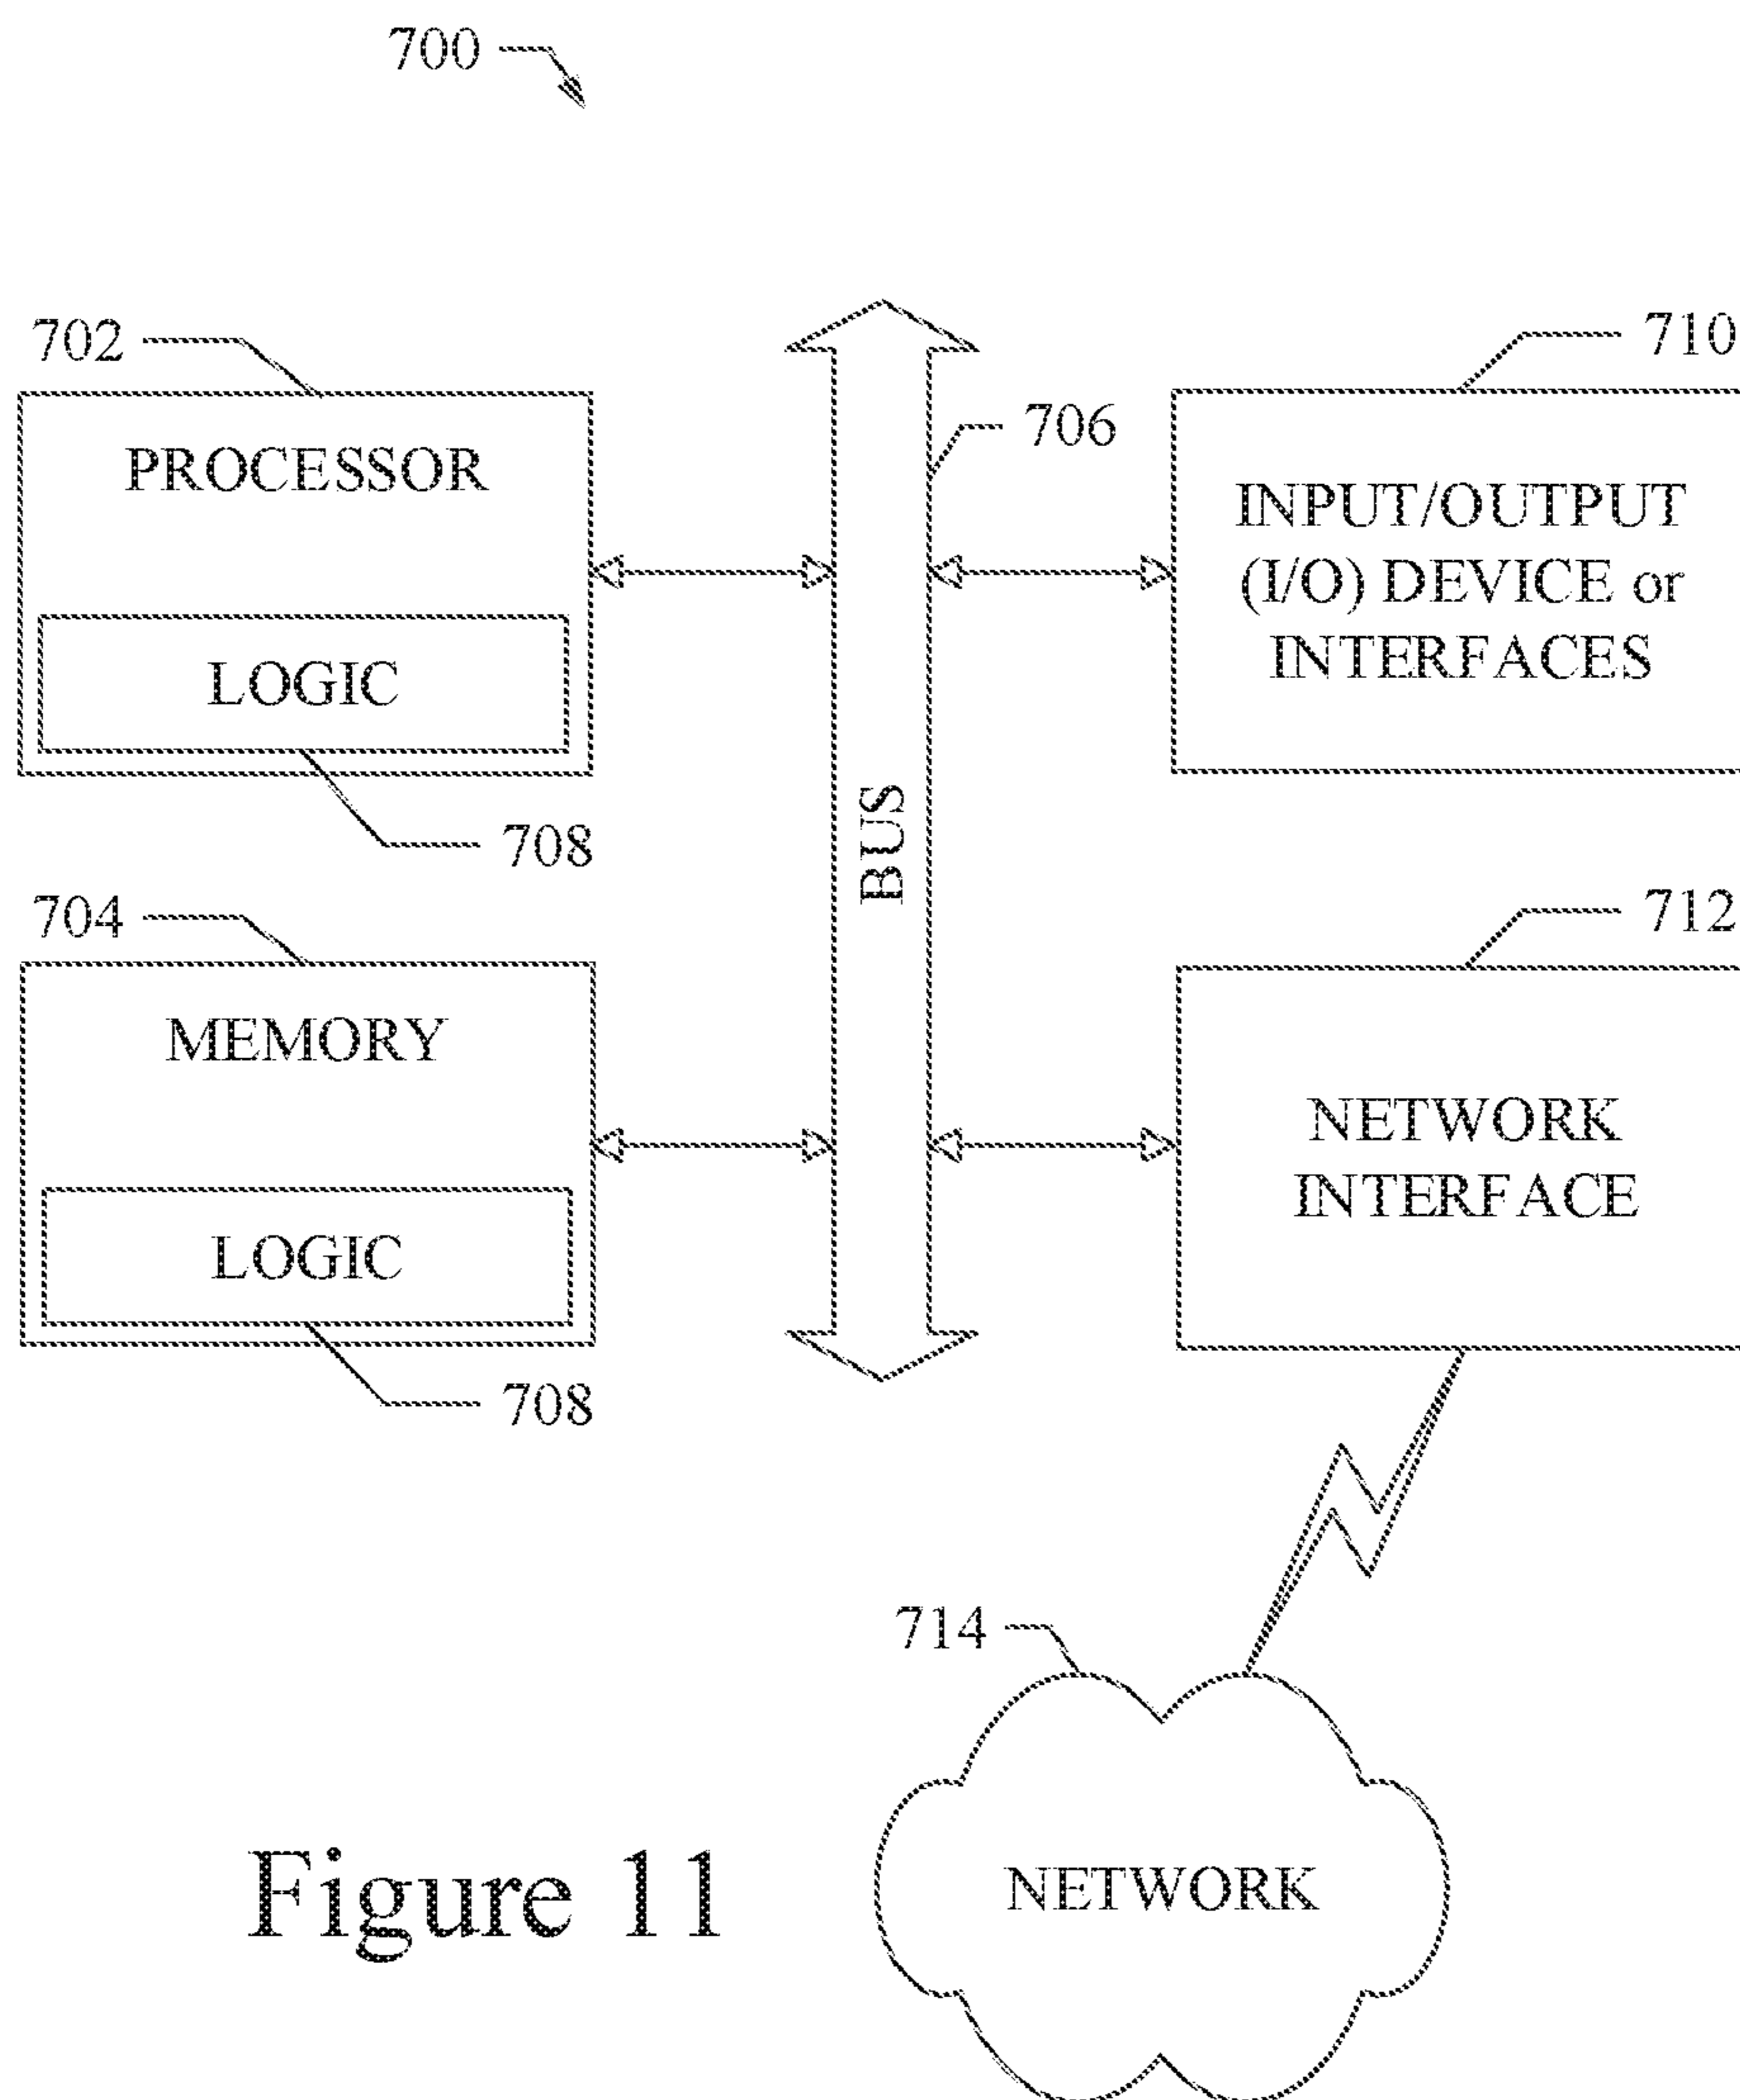 700
702
710
706
PROCESSOR
INPUT/OUTPUT
(I/O) DEVICE or
INTERFACES
LOGIC
708
BUS
704
712
MEMORY
NETWORK
INTERFACE
LOGIC
708
714
NETWORK
Figure 11